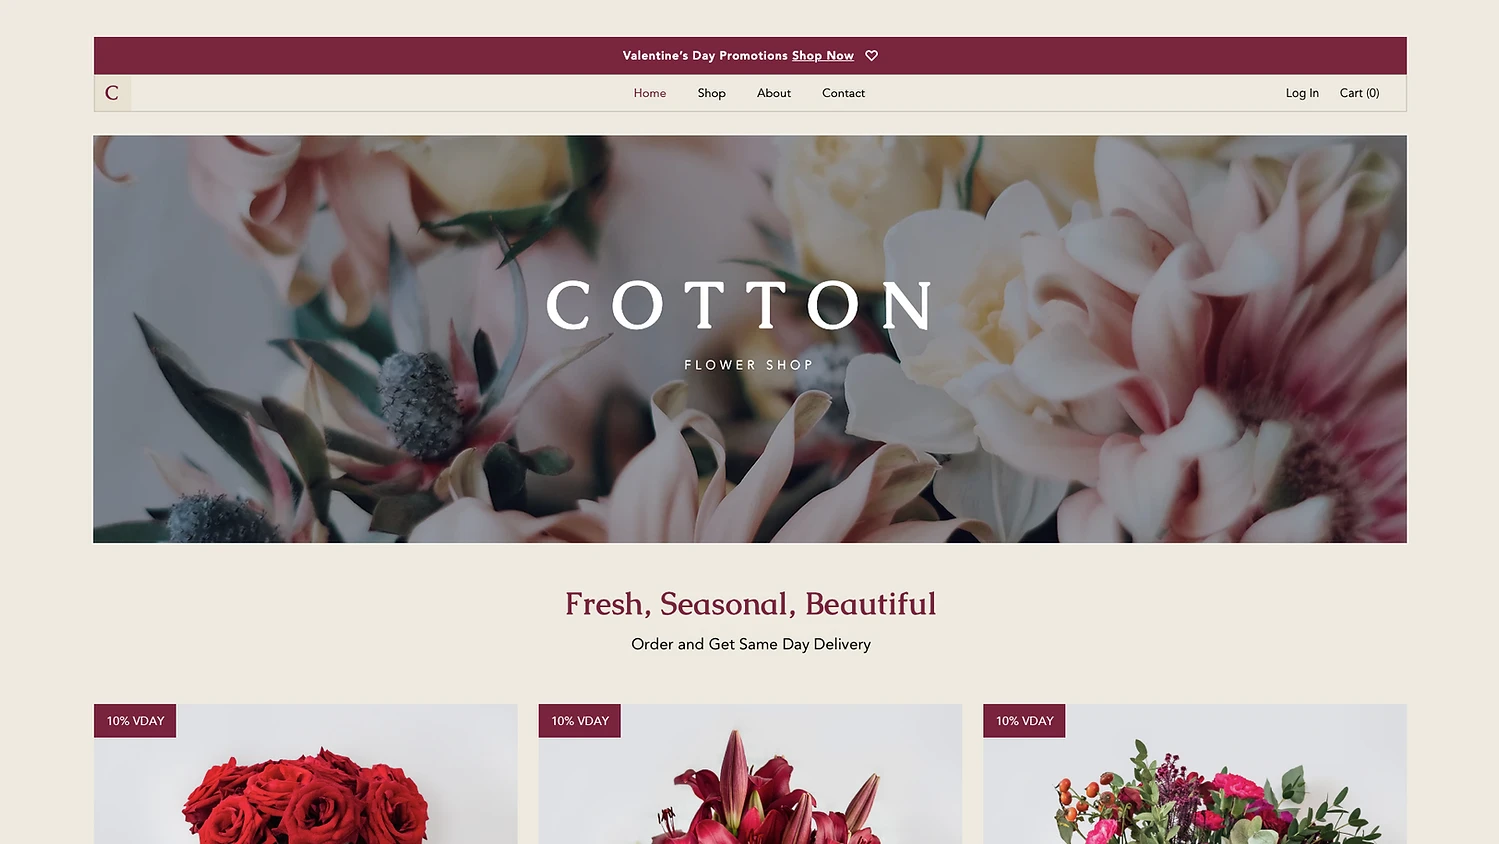 Valentine's Day Promotions Shop Now
C
Home Shop About Contact
Log In Cart (0)
COTTON
FLOWER SHOP
Fresh, Seasonal, Beautiful
Order and Get Same Day Delivery
10% VDAY
10% VDAY
10% VDAY